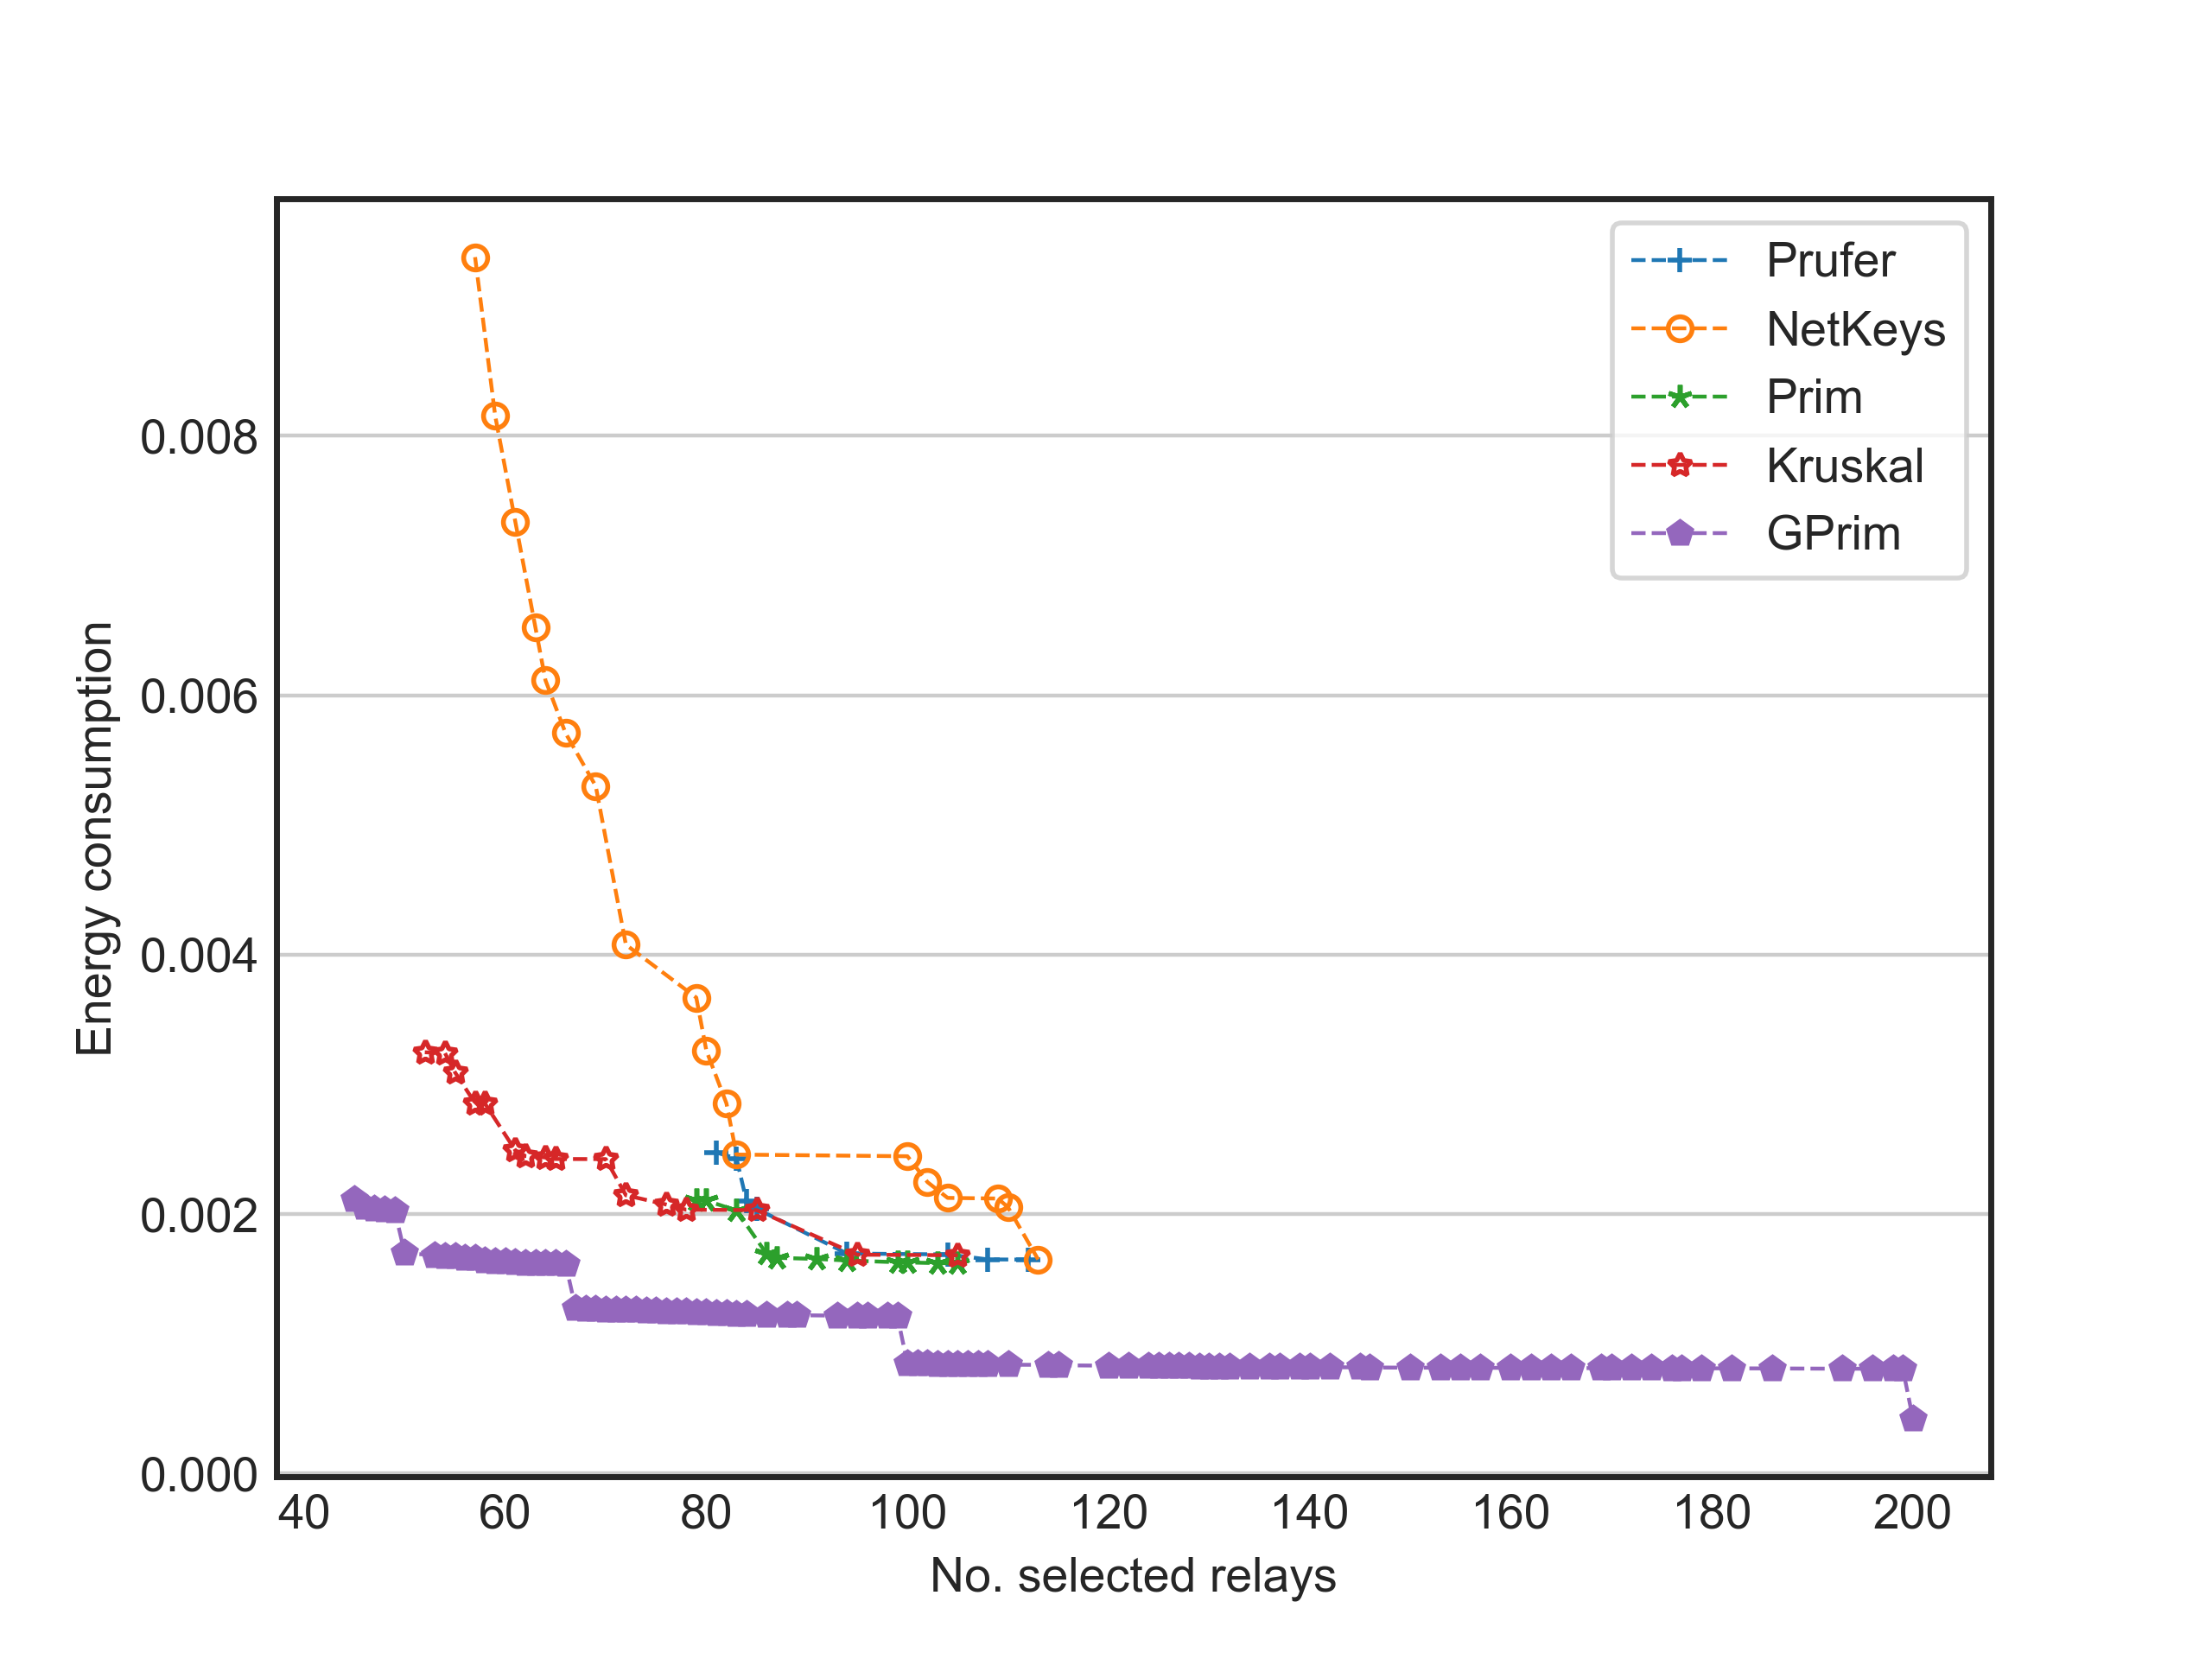 Prufer
NetKeys
Prim
Kruskal
GPrim
Energy consumption
0.008
0.006
0.004
0.002
0.000
40 60 80 100 120 140 160 180 200
No. selected relays